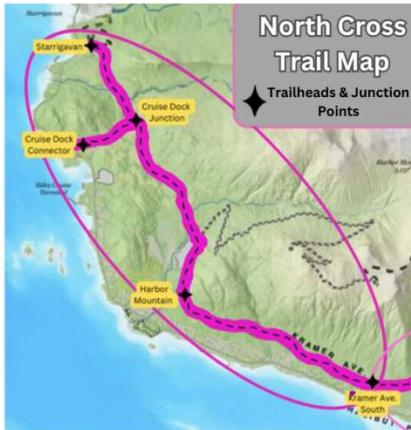 North Cross
Trail Map
Trailheads & Junction
Points
Starrigavan
Starrigavan
Cruise Dock
Junction
Cruise Dock
Connector
Harbor
Mountain
KRAMER AVE.
Kramer Ave.
South